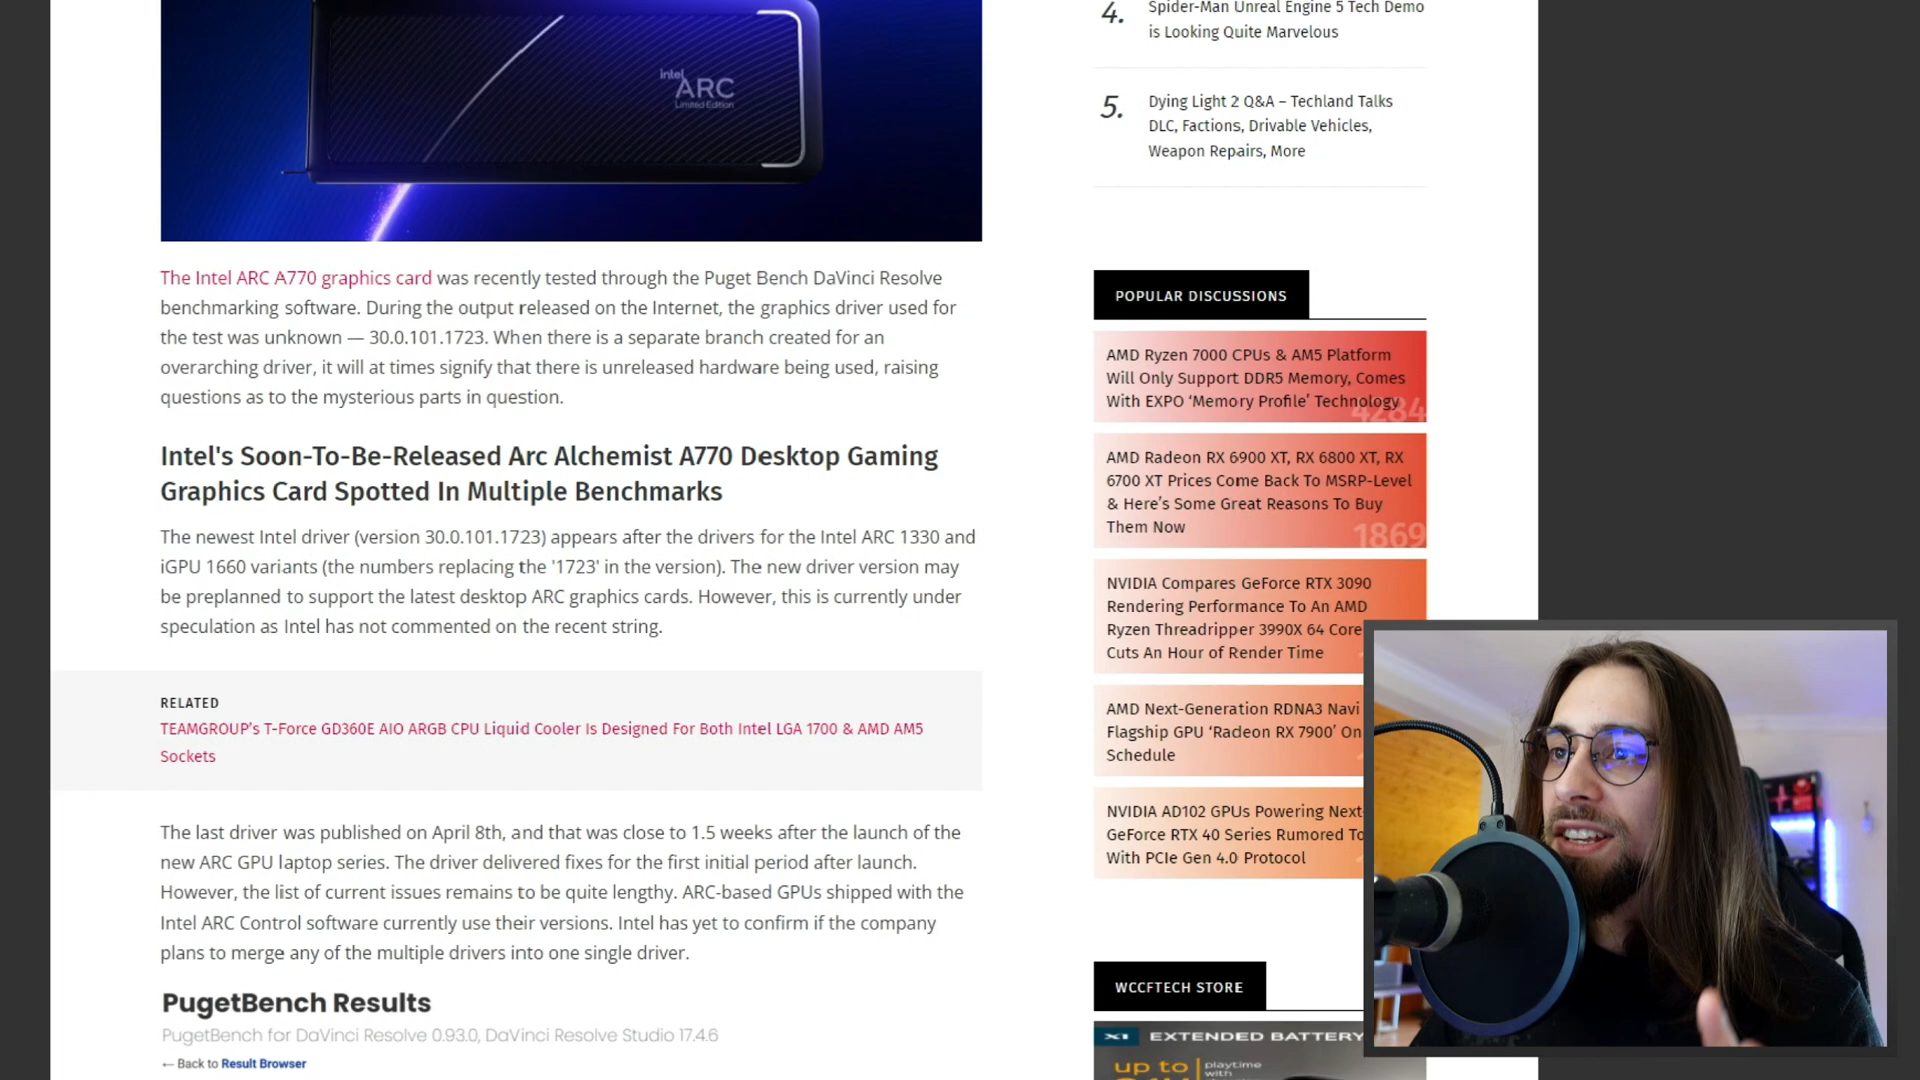 intel
ARC
Limited Edition
The Intel ARC A770 graphics card was recently tested through the Puget Bench DaVinci Resolve
benchmarking software. During the output released on the Internet, the graphics driver used for
the test was unknown — 30.0.101.1723. When there is a separate branch created for an
overarching driver, it will at times signify that there is unreleased hardware being used, raising
questions as to the mysterious parts in question.
Intel's Soon-To-Be-Released Arc Alchemist A770 Desktop Gaming
Graphics Card Spotted In Multiple Benchmarks
The newest Intel driver (version 30.0.101.1723) appears after the drivers for the Intel ARC 1330 and
iGPU 1660 variants (the numbers replacing the '1723' in the version). The new driver version may
be preplanned to support the latest desktop ARC graphics cards. However, this is currently under
speculation as Intel has not commented on the recent string.
RELATED
TEAMGROUP's T-Force GD360E AIO ARGB CPU Liquid Cooler Is Designed For Both Intel LGA 1700 & AMD AM5
Sockets
The last driver was published on April 8th, and that was close to 1.5 weeks after the launch of the
new ARC GPU laptop series. The driver delivered fixes for the first initial period after launch.
However, the list of current issues remains to be quite lengthy. ARC-based GPUs shipped with the
Intel ARC Control software currently use their versions. Intel has yet to confirm if the company
plans to merge any of the multiple drivers into one single driver.
PugetBench Results
PugetBench for DaVinci Resolve 0.93.0, DaVinci Resolve Studio 17.4.6
← Back to Result Browser
4.
Spider-Man Unreal Engine 5 Tech Demo
is Looking Quite Marvelous
5.
Dying Light 2 Q&A – Techland Talks
DLC, Factions, Drivable Vehicles,
Weapon Repairs, More
POPULAR DISCUSSIONS
AMD Ryzen 7000 CPUs & AM5 Platform
Will Only Support DDR5 Memory, Comes
With EXPO ‘Memory Profile’ Technology
4284
AMD Radeon RX 6900 XT, RX 6800 XT, RX
6700 XT Prices Come Back To MSRP-Level
& Here’s Some Great Reasons To Buy
Them Now
1869
NVIDIA Compares GeForce RTX 3090
Rendering Performance To An AMD
Ryzen Threadripper 3990X 64 Core
Cuts An Hour of Render Time
AMD Next-Generation RDNA3 Navi
Flagship GPU ‘Radeon RX 7900’ On
Schedule
NVIDIA AD102 GPUs Powering Next
GeForce RTX 40 Series Rumored To
With PCIe Gen 4.0 Protocol
WCCFTECH STORE
X1 EXTENDED BATTERY
up to
playtime
with